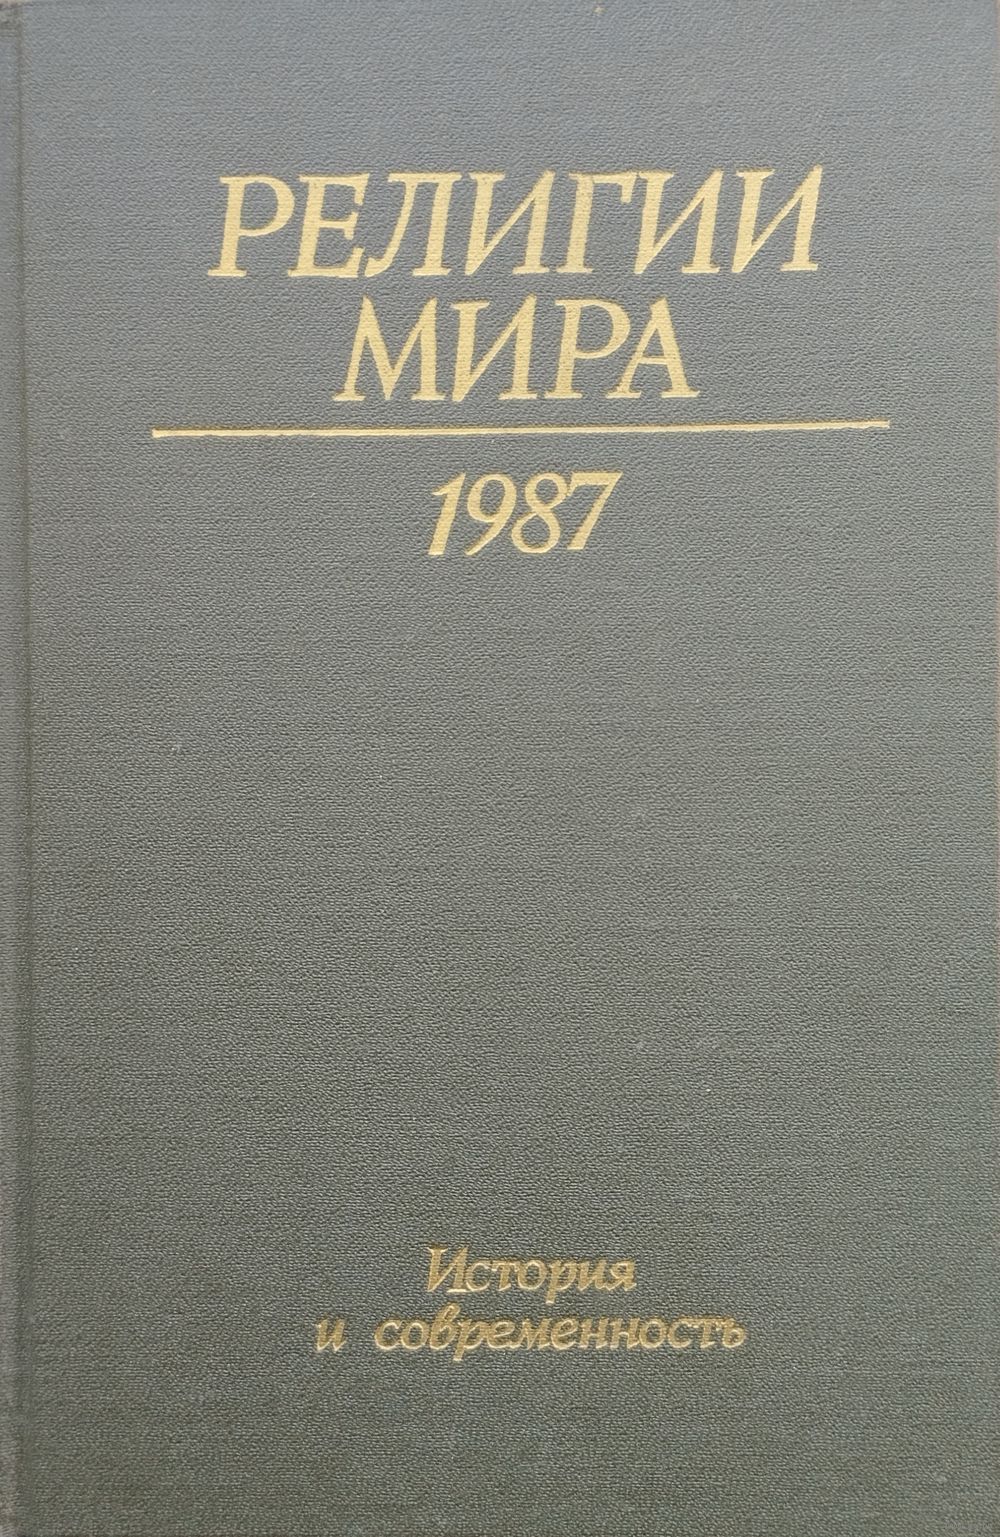 РЕЛИГИИ
МИРА
1987
История
и современность